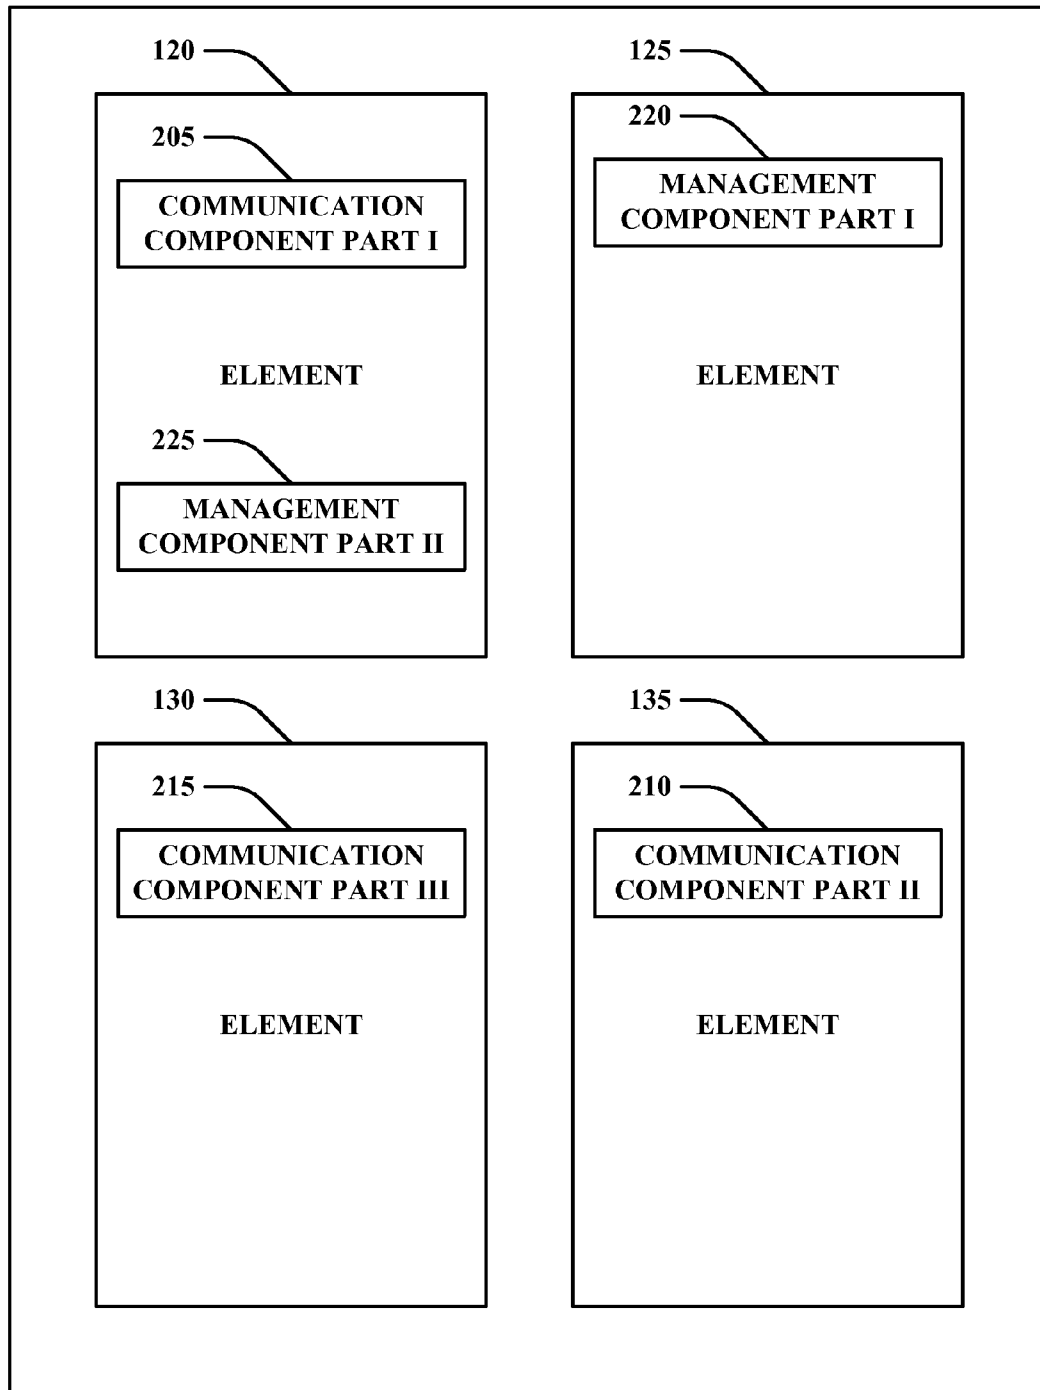 120
205
COMMUNICATION
COMPONENT PART I
ELEMENT
225
MANAGEMENT
COMPONENT PART II
125
220
MANAGEMENT
COMPONENT PART I
ELEMENT
130
215
COMMUNICATION
COMPONENT PART III
ELEMENT
135
210
COMMUNICATION
COMPONENT PART II
ELEMENT